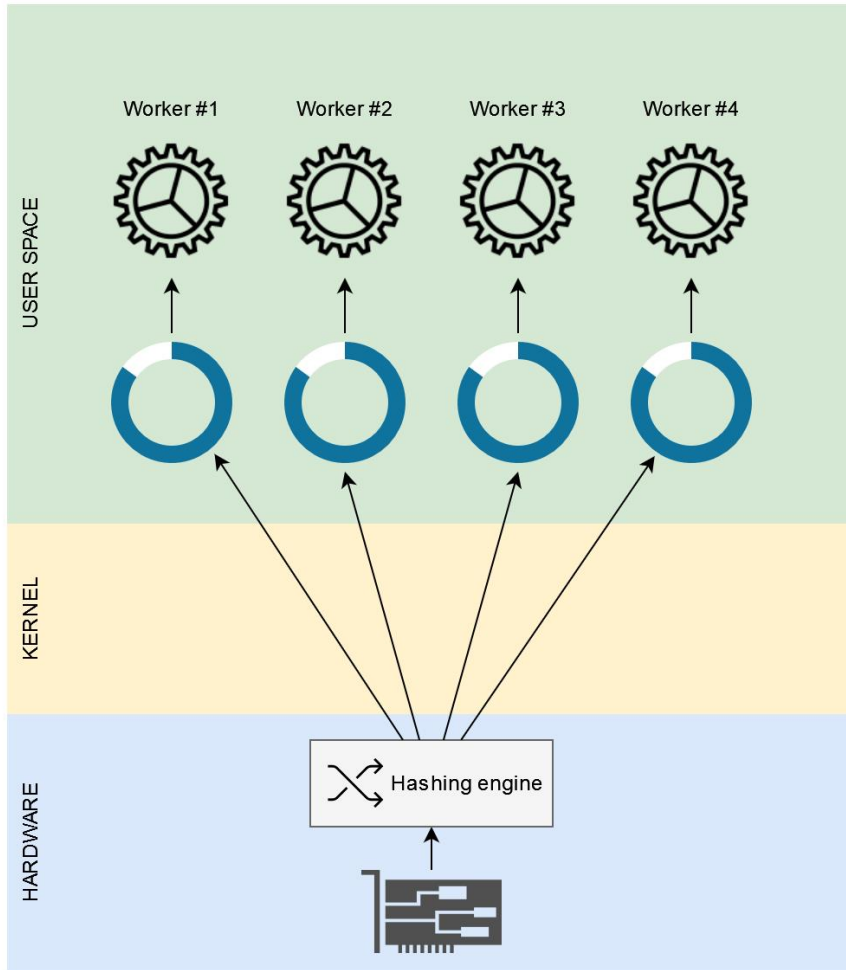 Worker #1
Worker #2
Worker #3
Worker #4
USER SPACE
KERNEL
HARDWARE
Hashing engine